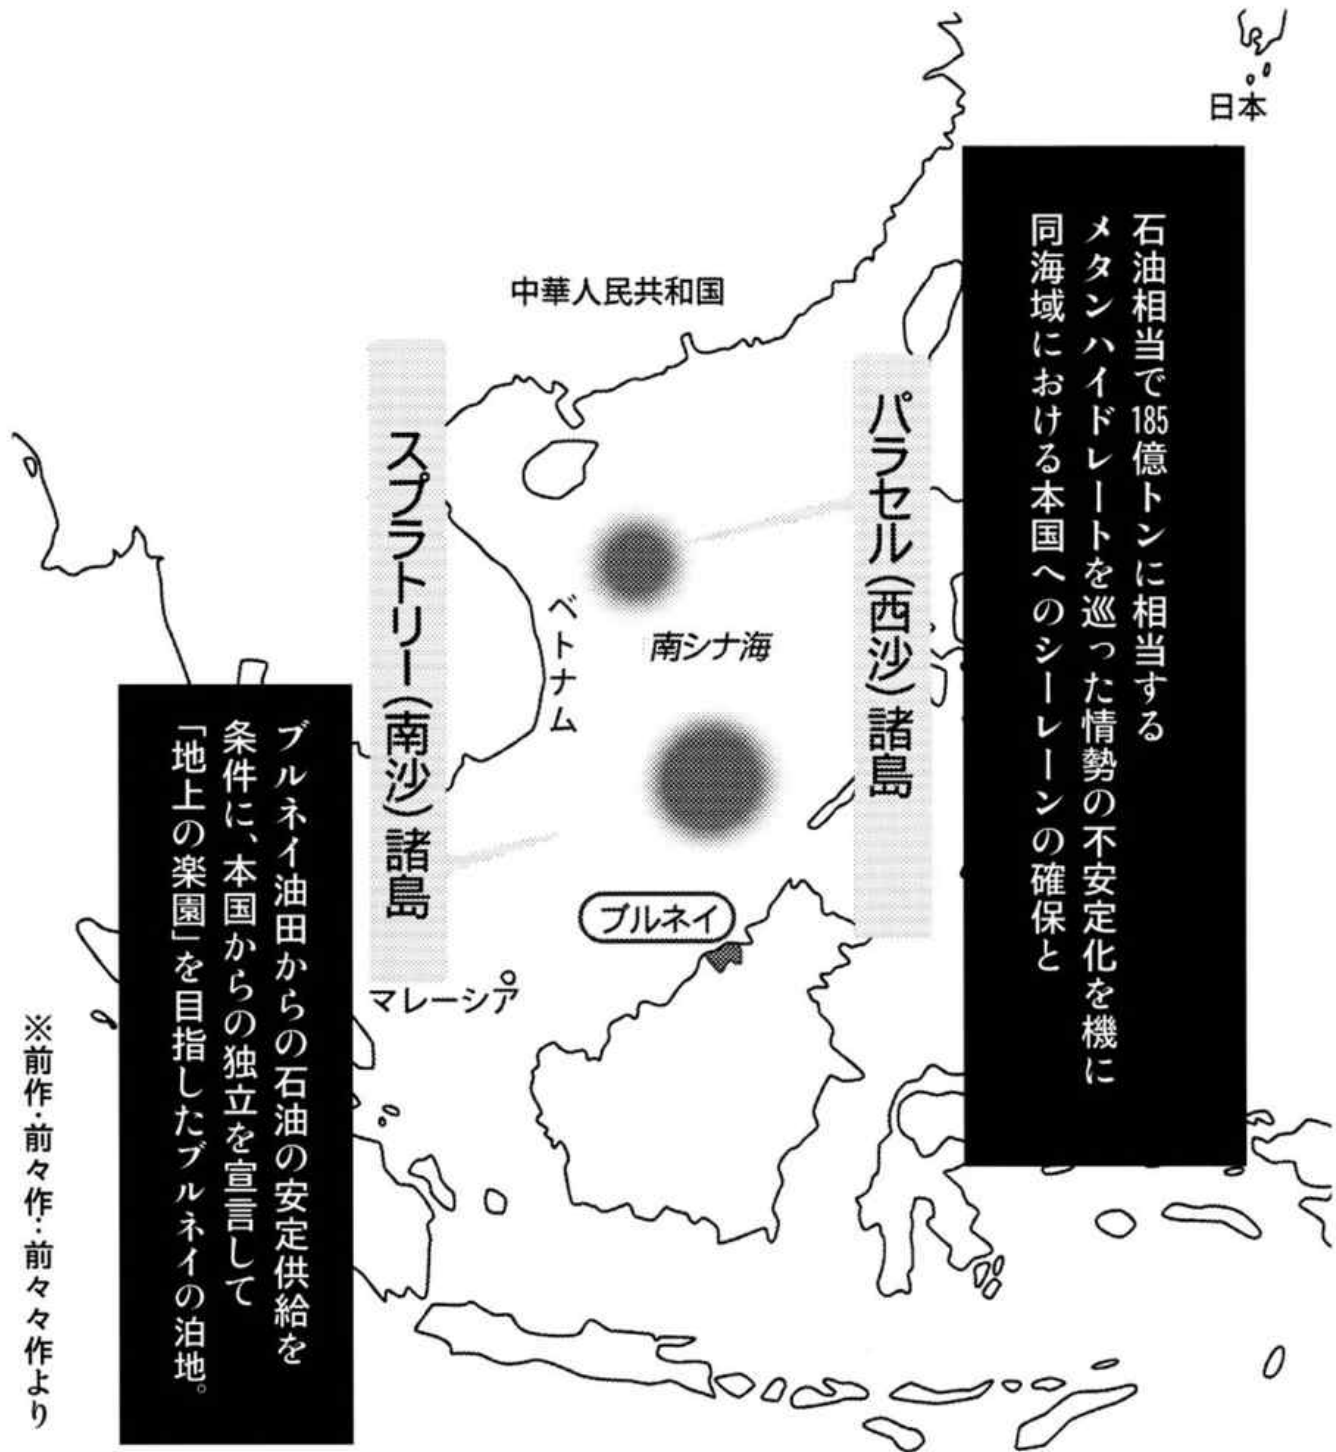 日本
石油相当で185億トンに相当する
メタンハイドレートを巡った情勢の不安定化を機に
同海域における本国へのシーレーンの確保と
中華人民共和国
パラセル(西沙)諸島
スプラトリー(南沙)諸島
ベトナム
南シナ海
ブルネイ
マレーシア
ブルネイ油田からの石油の安定供給を
条件に、本国からの独立を宣言して
「地上の楽園」を目指したブルネイの泊地。
※前作・前々作…前々々作より